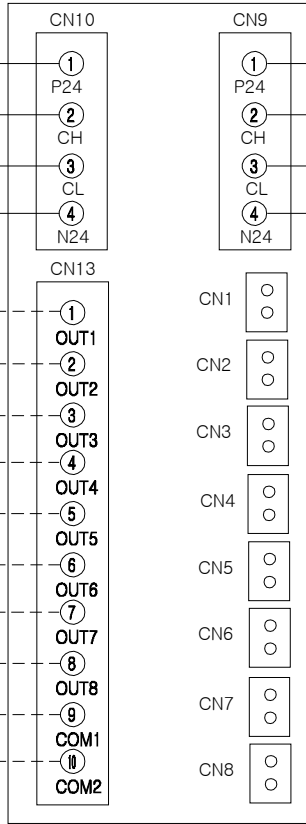 CN10
1
P24
2
CH
3
CL
4
N24
CN9
1
P24
2
CH
3
CL
4
N24
CN13
1
OUT1
2
OUT2
3
OUT3
4
OUT4
5
OUT5
6
OUT6
7
OUT7
8
OUT8
9
COM1
10
COM2
CN1
CN2
CN3
CN4
CN5
CN6
CN7
CN8